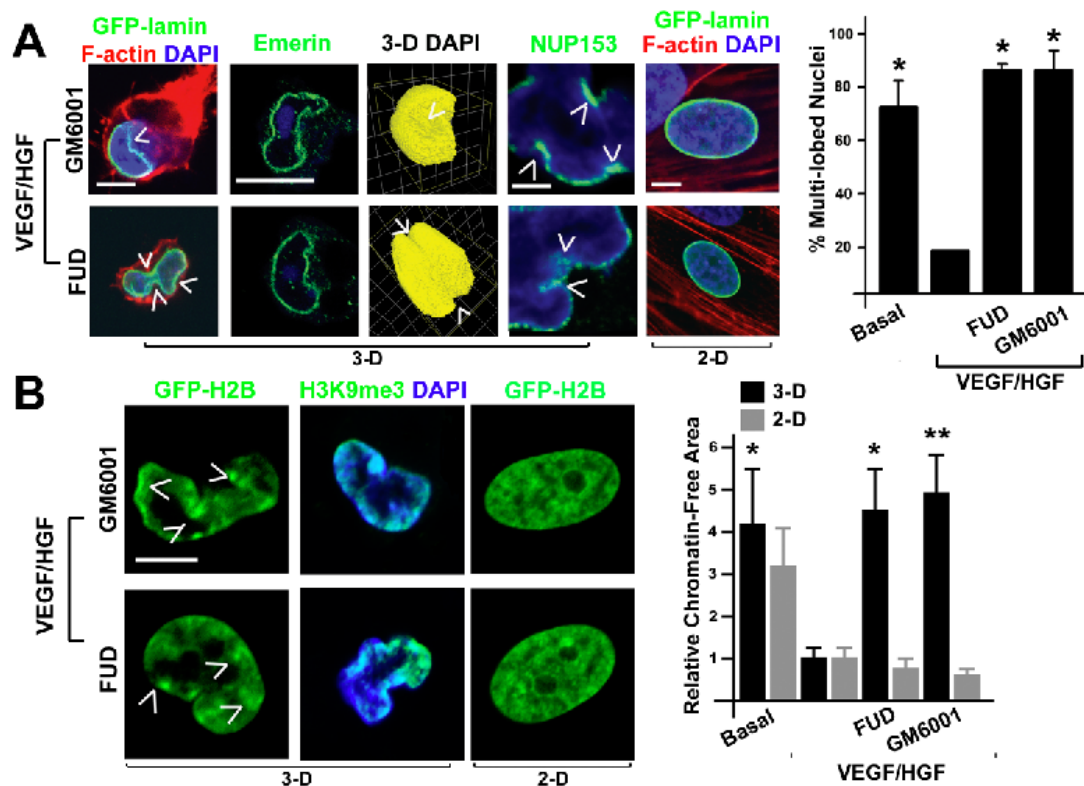 A
GFP-lamin
F-actin DAPI
Emerin
3-D DAPI
NUP153
GFP-lamin
F-actin DAPI
VEGF/HGF
GM6001
FUD
3-D
2-D
% Multi-lobed Nuclei
100
80
60
40
20
*
*
*
Basal
FUD
GM6001
VEGF/HGF
B
GFP-H2B
H3K9me3 DAPI
GFP-H2B
VEGF/HGF
GM6001
FUD
3-D
2-D
3-D
2-D
Relative Chromatin-Free Area
6
5
4
3
2
1
*
*
**
Basal
FUD
GM6001
VEGF/HGF